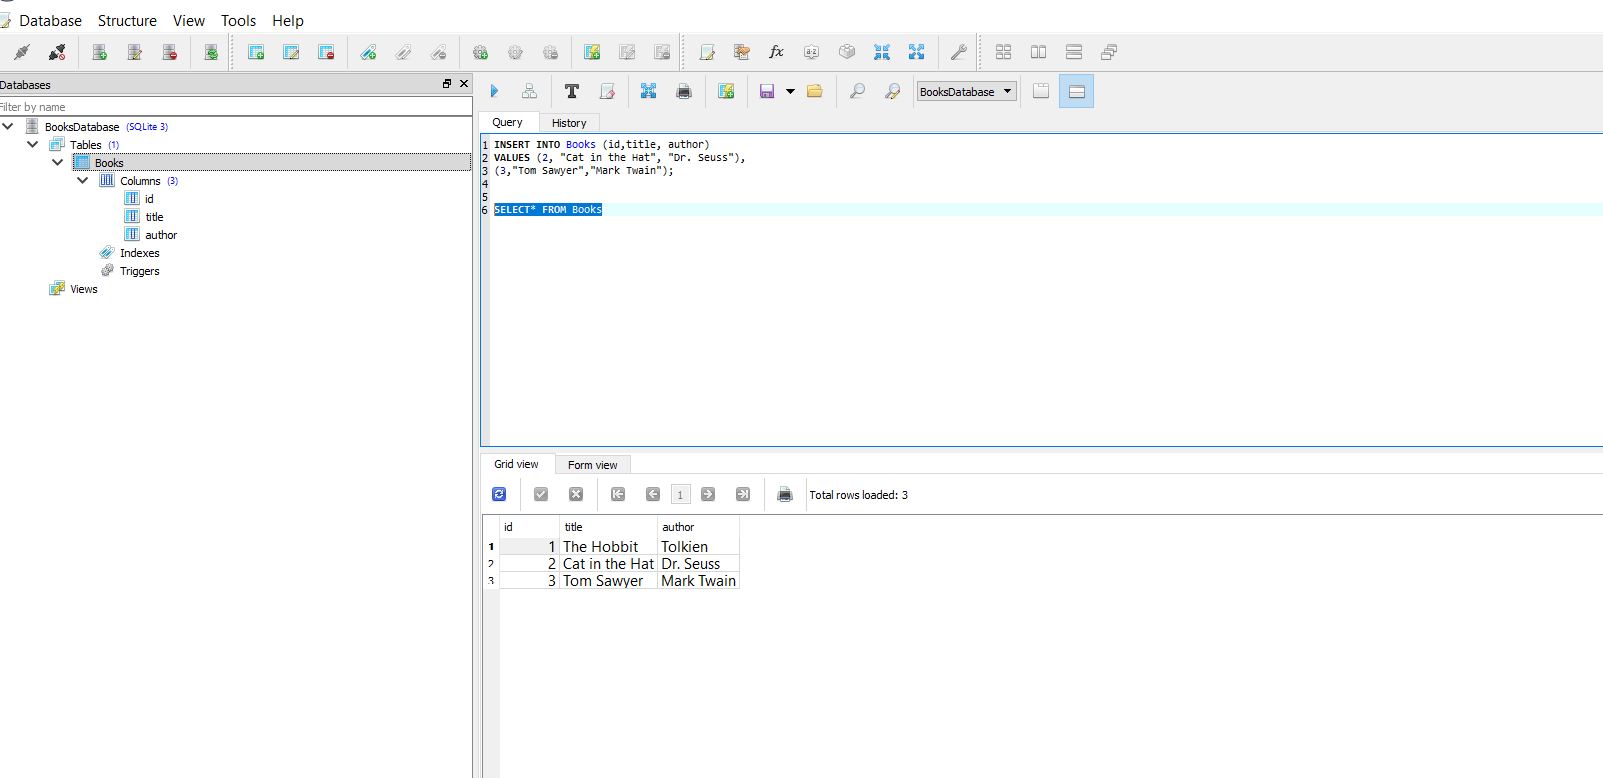 Database Structure View Tools Help
Databases
Filter by name
BooksDatabase (SQLite 3)
Tables (1)
Books
Columns (3)
id
title
author
Indexes
Triggers
Views
BooksDatabase
Query History
1 INSERT INTO Books (id,title, author)
2 VALUES (2, "Cat in the Hat", "Dr. Seuss"),
3 (3,"Tom Sawyer","Mark Twain");
4
5
6 SELECT* FROM Books
Grid view Form view
1 Total rows loaded: 3
id title author
1 1 The Hobbit Tolkien
2 2 Cat in the Hat Dr. Seuss
3 3 Tom Sawyer Mark Twain